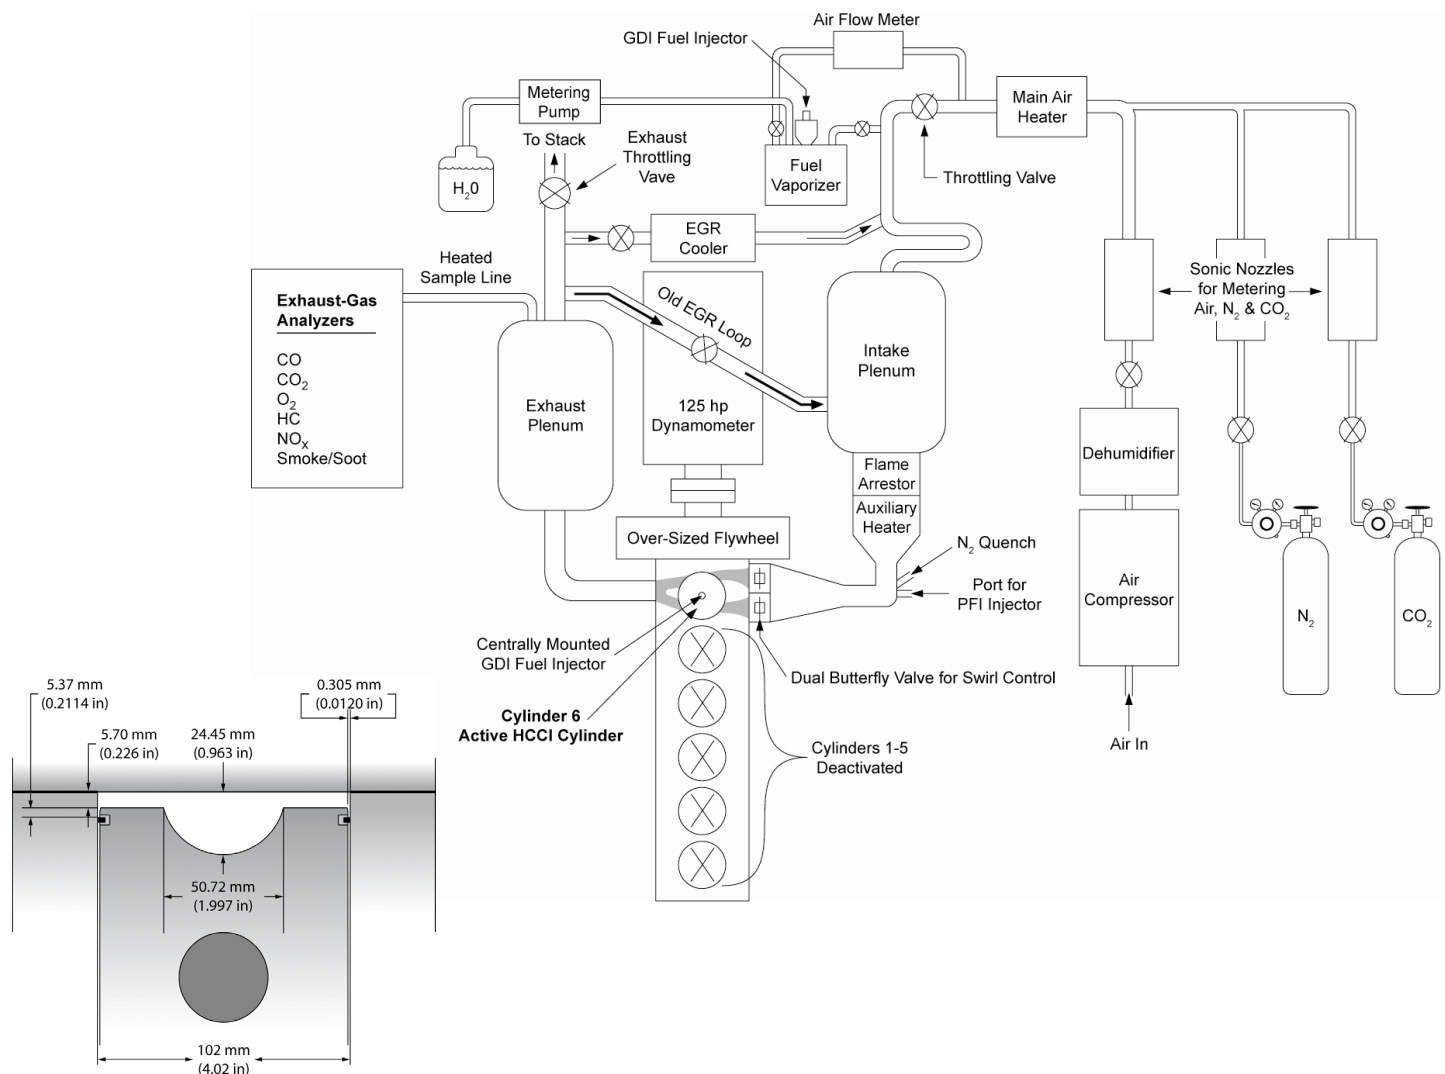 Air Flow Meter
GDI Fuel Injector
Metering
Pump
Main Air
Heater
To Stack
Exhaust
Throttling
Vave
H20
Fuel
Vaporizer
Throttling Valve
EGR
Cooler
Heated
Sample Line
Sonic Nozzles
for Metering
Air, N2 & CO2
Exhaust-Gas
Analyzers
CO
CO2
O2
HC
NOX
Smoke/Soot
Old EGR Loop
Intake
Plenum
Exhaust
Plenum
125 hp
Dynamometer
Flame
Arrestor
Auxiliary
Heater
Dehumidifier
Over-Sized Flywheel
N2 Quench
Port for
PFI Injector
Air
Compressor
N2
CO2
Centrally Mounted
GDI Fuel Injector
Dual Butterfly Valve for Swirl Control
Cylinder 6
Active HCCI Cylinder
Cylinders 1-5
Deactivated
Air In
5.37 mm
(0.2114 in)
0.305 mm
(0.0120 in)
5.70 mm
(0.226 in)
24.45 mm
(0.963 in)
50.72 mm
(1.997 in)
102 mm
(4.02 in)